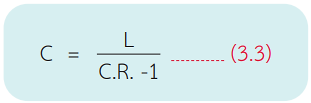 C = L / C.R. -1 ........... (3.3)